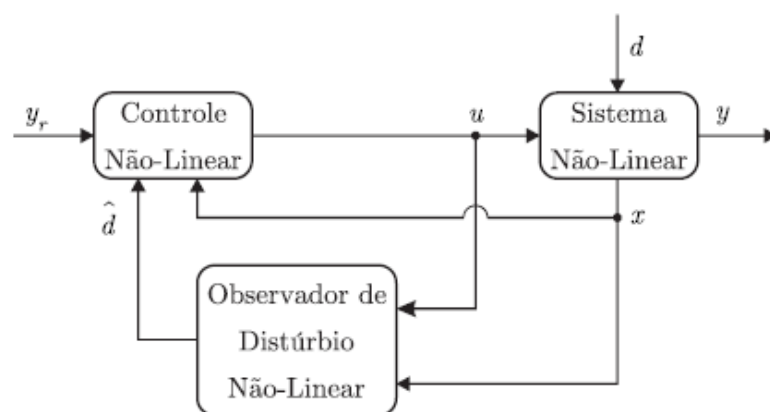 d
Controle
Não-Linear
y_r
u
Sistema
Não-Linear
y
d̂
x
Observador de
Distúrbio
Não-Linear